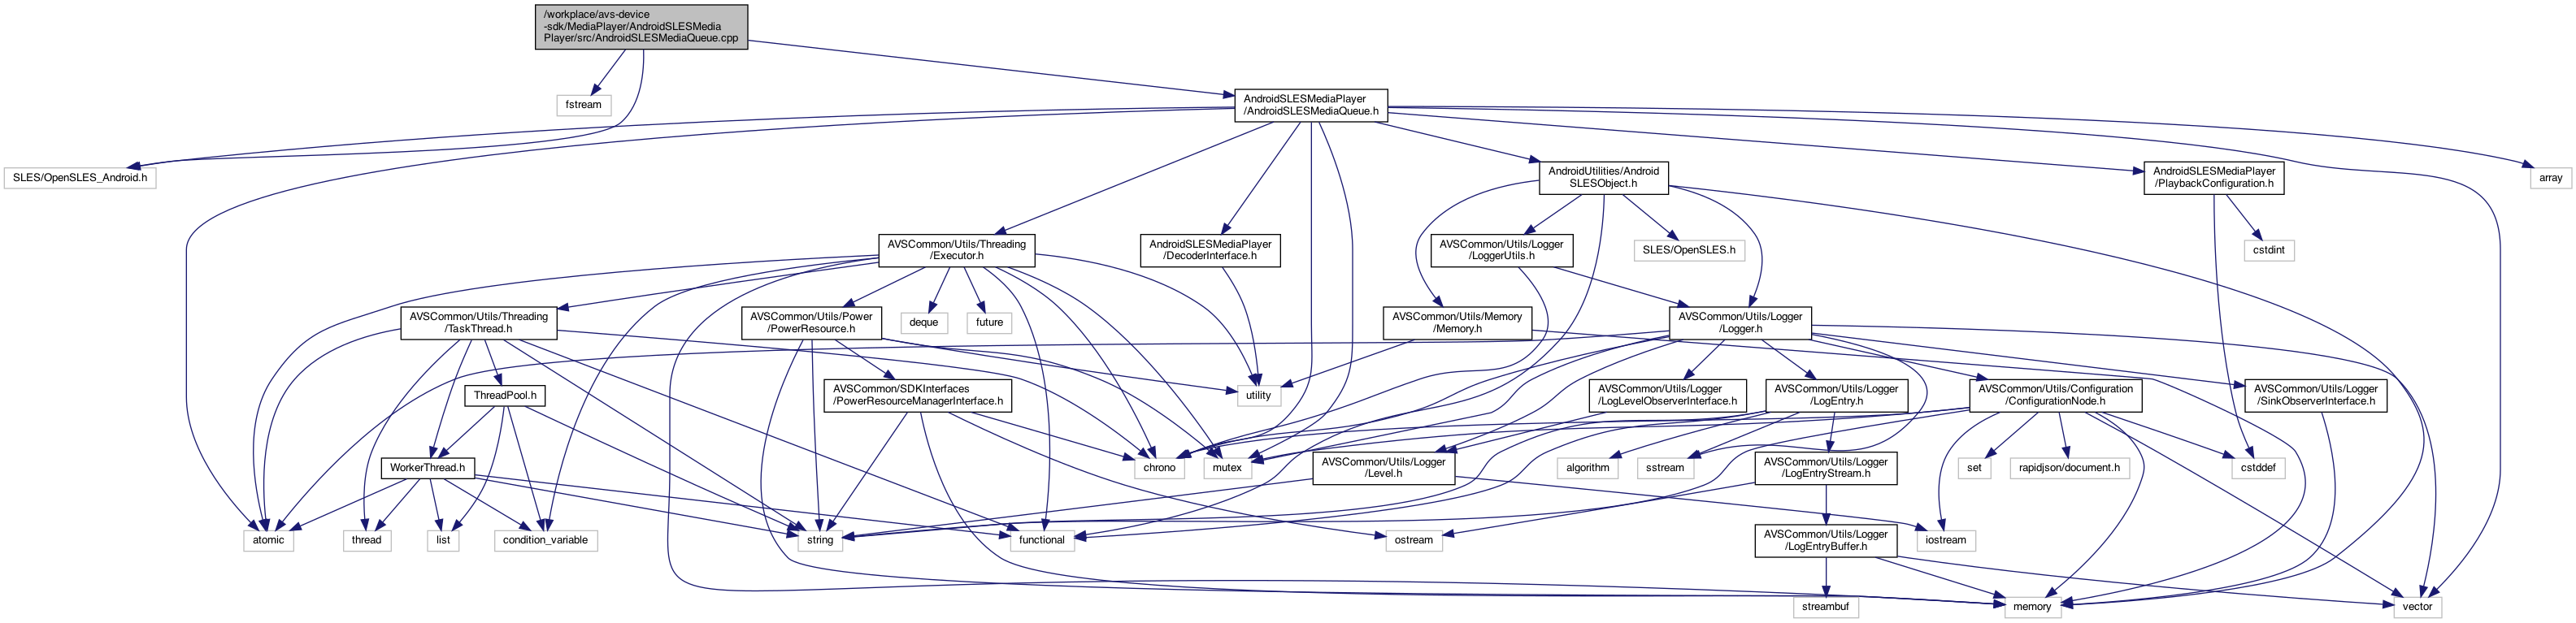 /workplace/avs-device
-sdk/MediaPlayer/AndroidSLESMedia
Player/src/AndroidSLESMediaQueue.cpp
fstream
AndroidSLESMediaPlayer
/AndroidSLESMediaQueue.h
SLES/OpenSLES_Android.h
AndroidUtilities/Android
SLESObject.h
AndroidSLESMediaPlayer
/PlaybackConfiguration.h
array
AVSCommon/Utils/Threading
/Executor.h
AndroidSLESMediaPlayer
/DecoderInterface.h
AVSCommon/Utils/Logger
/LoggerUtils.h
SLES/OpenSLES.h
cstdint
AVSCommon/Utils/Threading
/TaskThread.h
AVSCommon/Utils/Power
/PowerResource.h
deque
future
AVSCommon/Utils/Memory
/Memory.h
AVSCommon/Utils/Logger
/Logger.h
ThreadPool.h
AVSCommon/SDKInterfaces
/PowerResourceManagerInterface.h
utility
AVSCommon/Utils/Logger
/LogLevelObserverInterface.h
AVSCommon/Utils/Logger
/LogEntry.h
AVSCommon/Utils/Configuration
/ConfigurationNode.h
AVSCommon/Utils/Logger
/SinkObserverInterface.h
WorkerThread.h
chrono
mutex
AVSCommon/Utils/Logger
/Level.h
algorithm
sstream
AVSCommon/Utils/Logger
/LogEntryStream.h
set
rapidjson/document.h
cstddef
atomic
thread
list
condition_variable
string
functional
ostream
AVSCommon/Utils/Logger
/LogEntryBuffer.h
iostream
streambuf
memory
vector